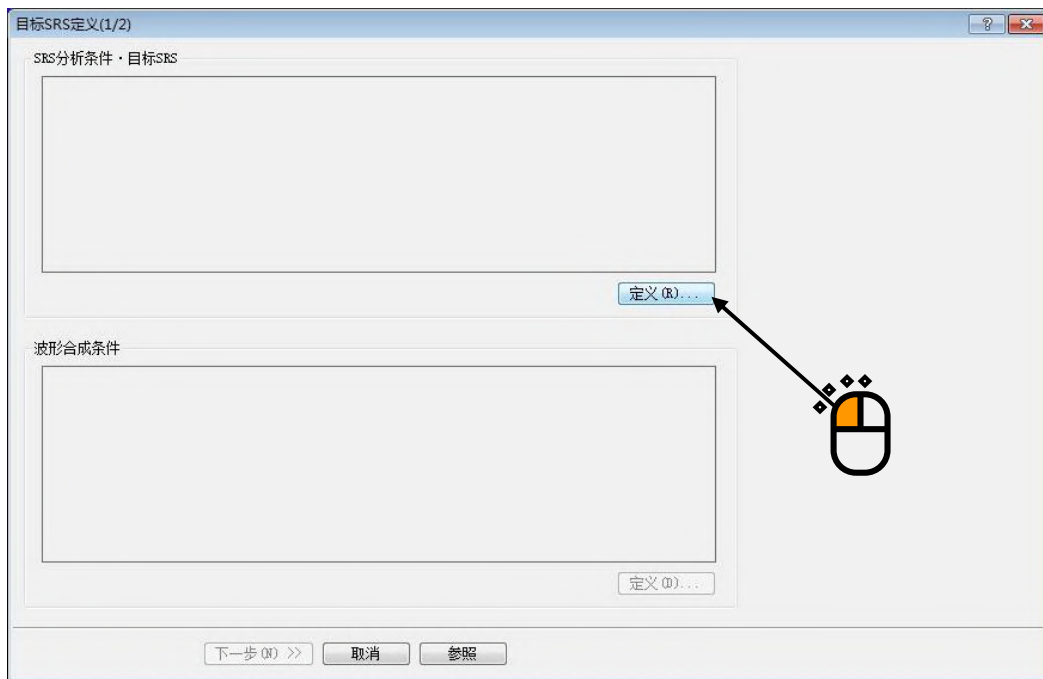 目标SRS定义(1/2)
SRS分析条件・目标SRS
定义(R)...
波形合成条件
定义(D)...
下一步(N) >>
取消
参照